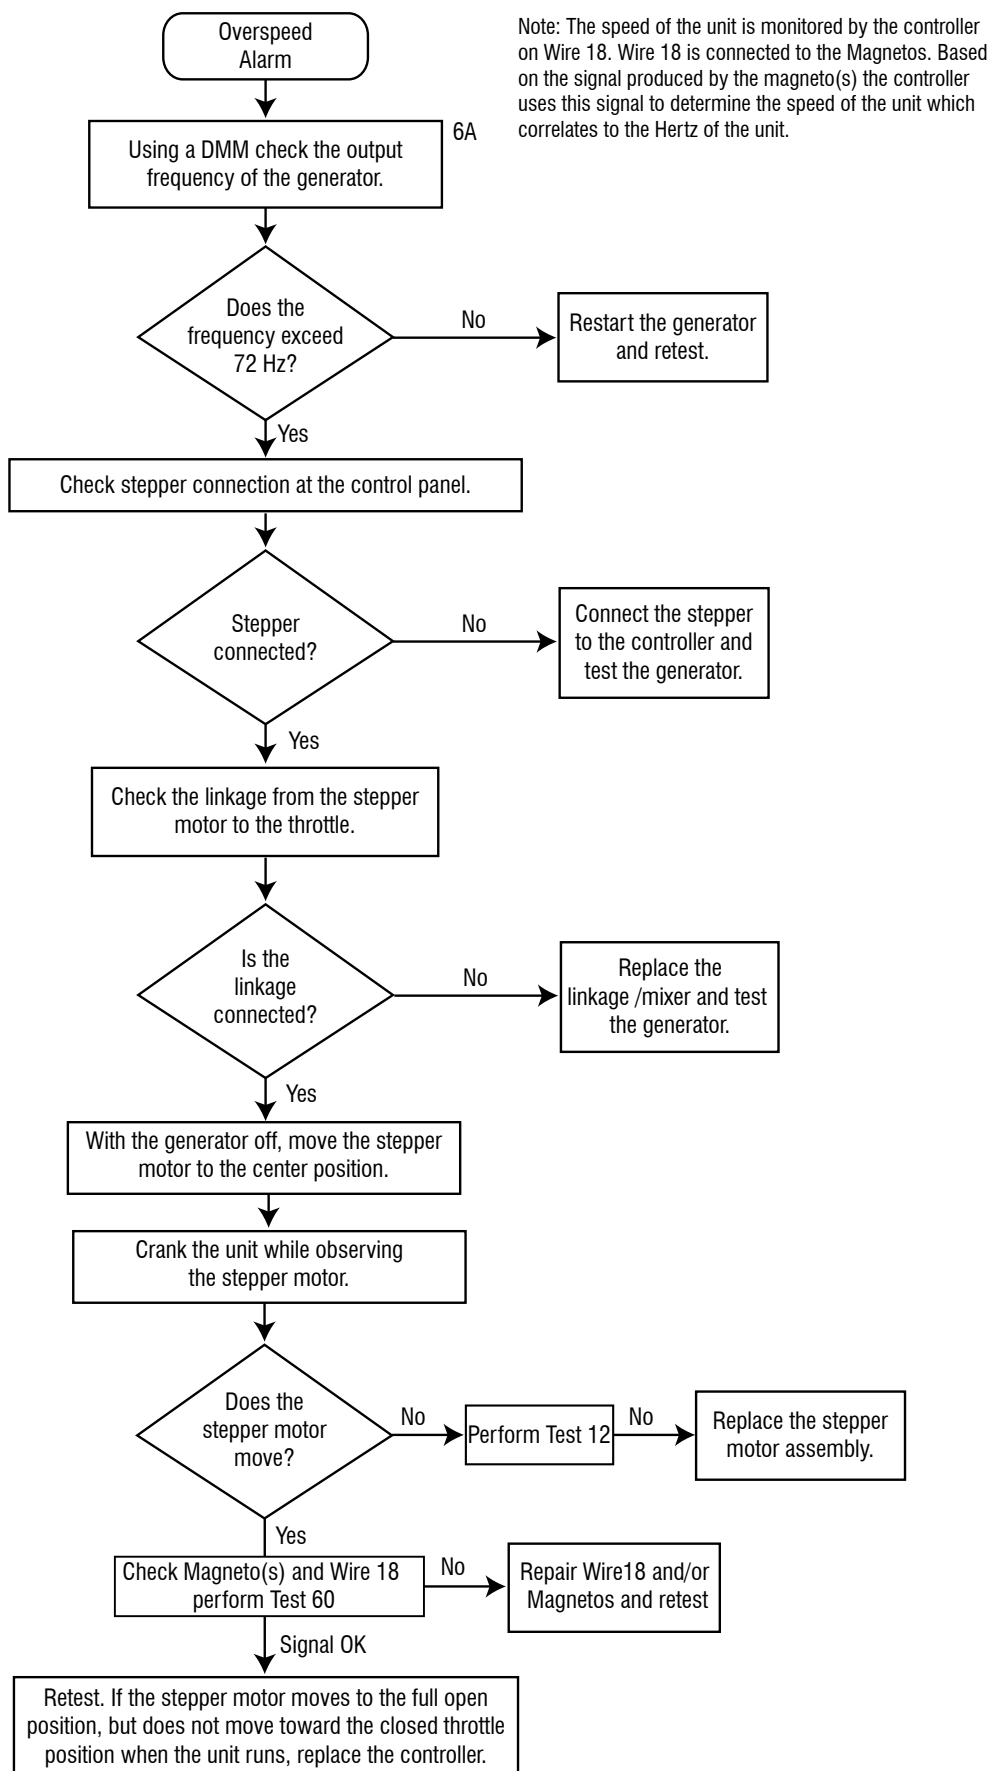 Overspeed
Alarm
Note: The speed of the unit is monitored by the controller
on Wire 18. Wire 18 is connected to the Magnetos. Based
on the signal produced by the magneto(s) the controller
uses this signal to determine the speed of the unit which
correlates to the Hertz of the unit.
6A
Using a DMM check the output
frequency of the generator.
Does the
frequency exceed
72 Hz?
No
Restart the generator
and retest.
Yes
Check stepper connection at the control panel.
Stepper
connected?
No
Connect the stepper
to the controller and
test the generator.
Yes
Check the linkage from the stepper
motor to the throttle.
Is the
linkage
connected?
No
Replace the
linkage /mixer and test
the generator.
Yes
With the generator off, move the stepper
motor to the center position.
Crank the unit while observing
the stepper motor.
Does the
stepper motor
move?
No
Perform Test 12
No
Replace the stepper
motor assembly.
Yes
Check Magneto(s) and Wire 18
perform Test 60
No
Repair Wire18 and/or
Magnetos and retest
Signal OK
Retest. If the stepper motor moves to the full open
position, but does not move toward the closed throttle
position when the unit runs, replace the controller.